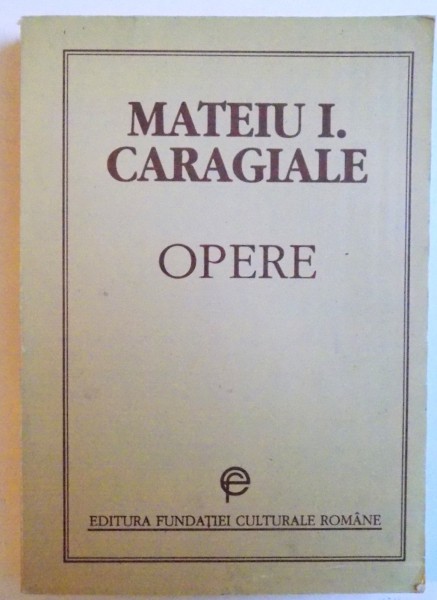 MATEIU I.
CARAGIALE
OPERE
EDITURA FUNDAȚIEI CULTURALE ROMÂNE